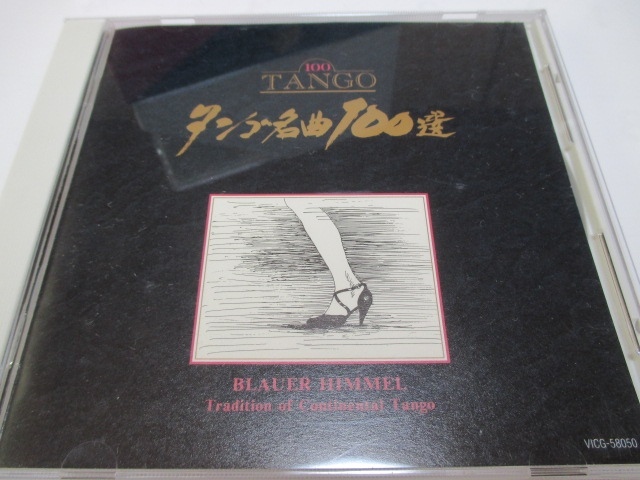 100
TANGO
タンゴ名曲100選
BLAUER HIMMEL
Tradition of Continental Tango
VICG-58050